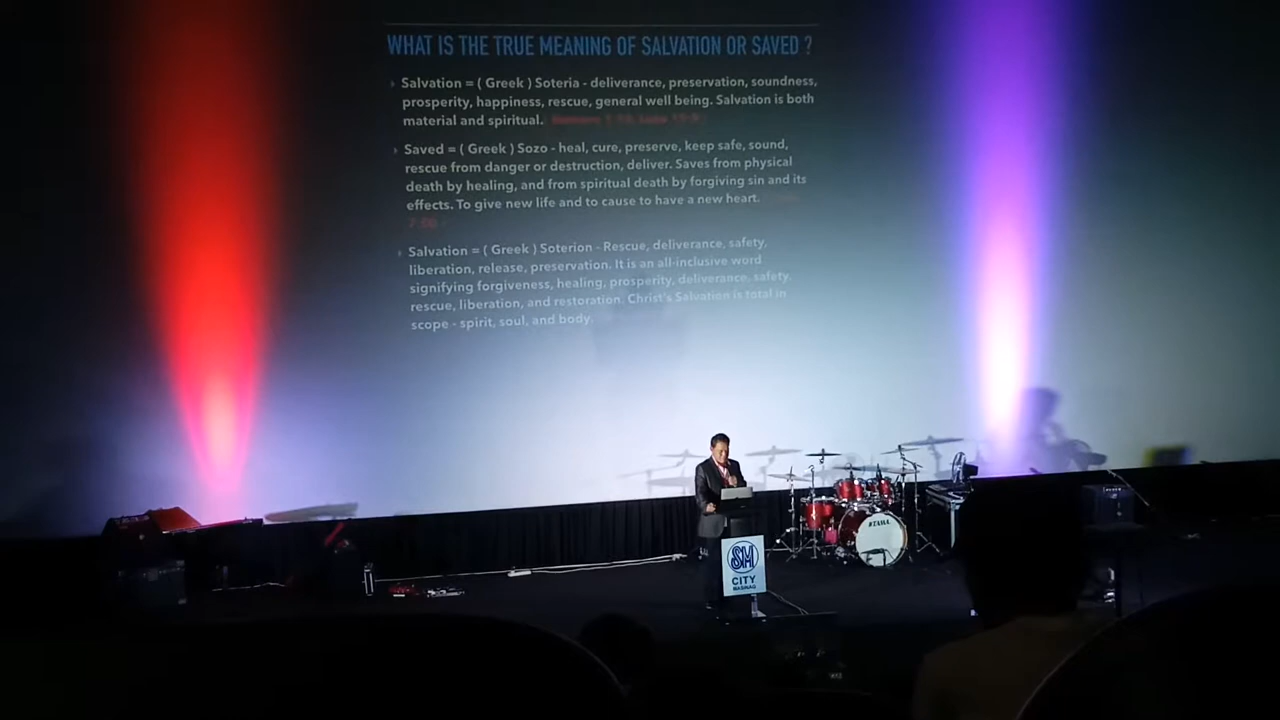 WHAT IS THE TRUE MEANING OF SALVATION OR SAVED ?
Salvation = ( Greek ) Soteria - deliverance, preservation, soundness,
prosperity, happiness, rescue, general well being. Salvation is both
material and spiritual.
Saved = ( Greek ) Sozo - heal, cure, preserve, keep safe, sound,
rescue from danger or destruction, deliver. Saves from physical
death by healing, and from spiritual death by forgiving sin and its
effects. To give new life and to cause to have a new heart.
Salvation = ( Greek ) Soterion - Rescue, deliverance, safety,
liberation, release, preservation. It is an all-inclusive word
signifying forgiveness, healing, prosperity, deliverance, safety,
rescue, liberation, and restoration. Christ's Salvation is total in
scope - spirit, soul, and body.
TAMA
SM
CITY
MASINAG